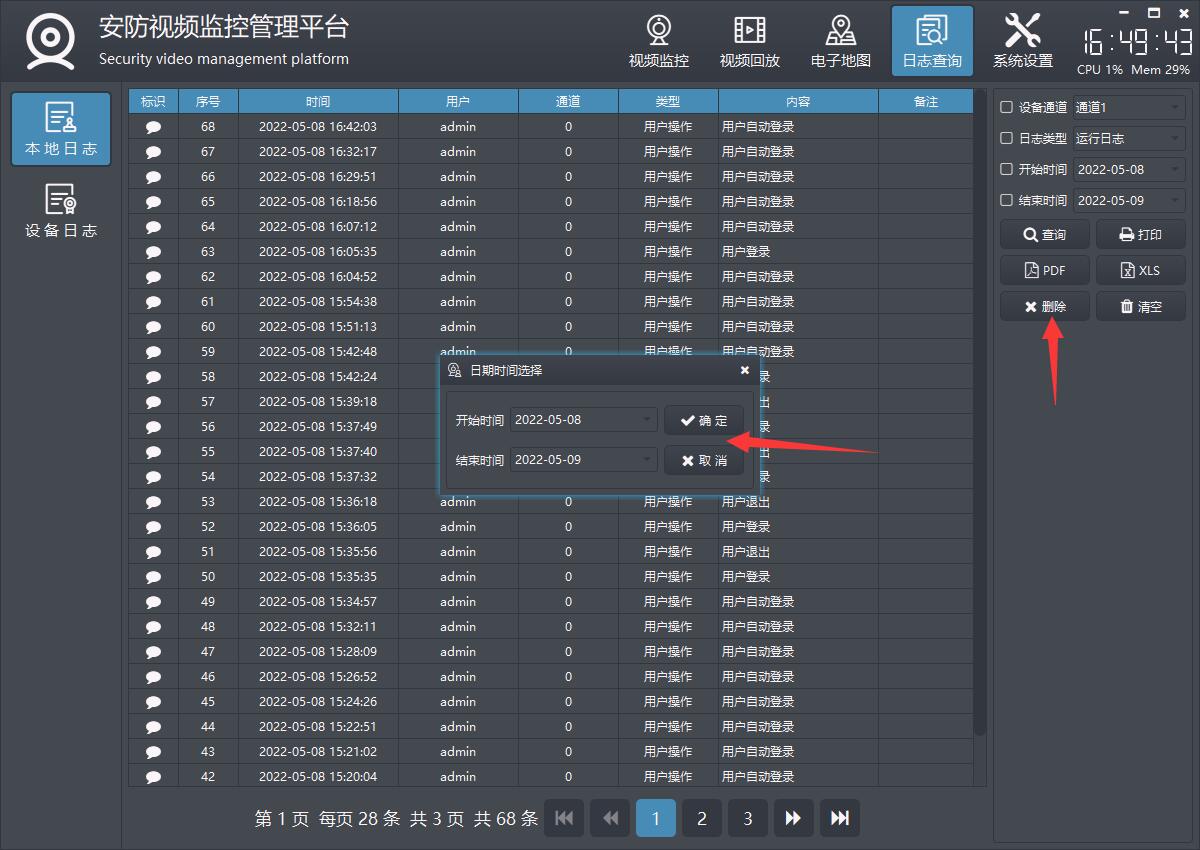 安防视频监控管理平台
Security video management platform
视频监控 视频回放 电子地图 日志查询 系统设置
16:49:43
CPU 1% Mem 29%
本地日志
设备日志
标识 序号 时间 用户 通道 类型 内容 备注
68 2022-05-08 16:42:03 admin 0 用户操作 用户自动登录
67 2022-05-08 16:32:17 admin 0 用户操作 用户自动登录
66 2022-05-08 16:29:51 admin 0 用户操作 用户自动登录
65 2022-05-08 16:18:56 admin 0 用户操作 用户自动登录
64 2022-05-08 16:07:12 admin 0 用户操作 用户自动登录
63 2022-05-08 16:05:35 admin 0 用户操作 用户登录
62 2022-05-08 16:04:52 admin 0 用户操作 用户自动登录
61 2022-05-08 15:54:38 admin 0 用户操作 用户自动登录
60 2022-05-08 15:51:13 admin 0 用户操作 用户自动登录
59 2022-05-08 15:42:48 admin 0 用户操作 用户自动登录
58 2022-05-08 15:42:24 录
57 2022-05-08 15:39:18 出
56 2022-05-08 15:37:49 录
55 2022-05-08 15:37:40 出
54 2022-05-08 15:37:32 录
53 2022-05-08 15:36:18 admin 0 用户操作 用户退出
52 2022-05-08 15:36:05 admin 0 用户操作 用户登录
51 2022-05-08 15:35:56 admin 0 用户操作 用户退出
50 2022-05-08 15:35:35 admin 0 用户操作 用户登录
49 2022-05-08 15:34:57 admin 0 用户操作 用户自动登录
48 2022-05-08 15:32:11 admin 0 用户操作 用户自动登录
47 2022-05-08 15:28:09 admin 0 用户操作 用户自动登录
46 2022-05-08 15:26:52 admin 0 用户操作 用户自动登录
45 2022-05-08 15:24:26 admin 0 用户操作 用户自动登录
44 2022-05-08 15:22:51 admin 0 用户操作 用户自动登录
43 2022-05-08 15:21:02 admin 0 用户操作 用户自动登录
42 2022-05-08 15:20:04 admin 0 用户操作 用户自动登录
日期时间选择
开始时间 2022-05-08 确定
结束时间 2022-05-09 取消
第 1 页 每页 28 条 共 3 页 共 68 条 1 2 3
设备通道 通道1
日志类型 运行日志
开始时间 2022-05-08
结束时间 2022-05-09
查询 打印
PDF XLS
删除 清空